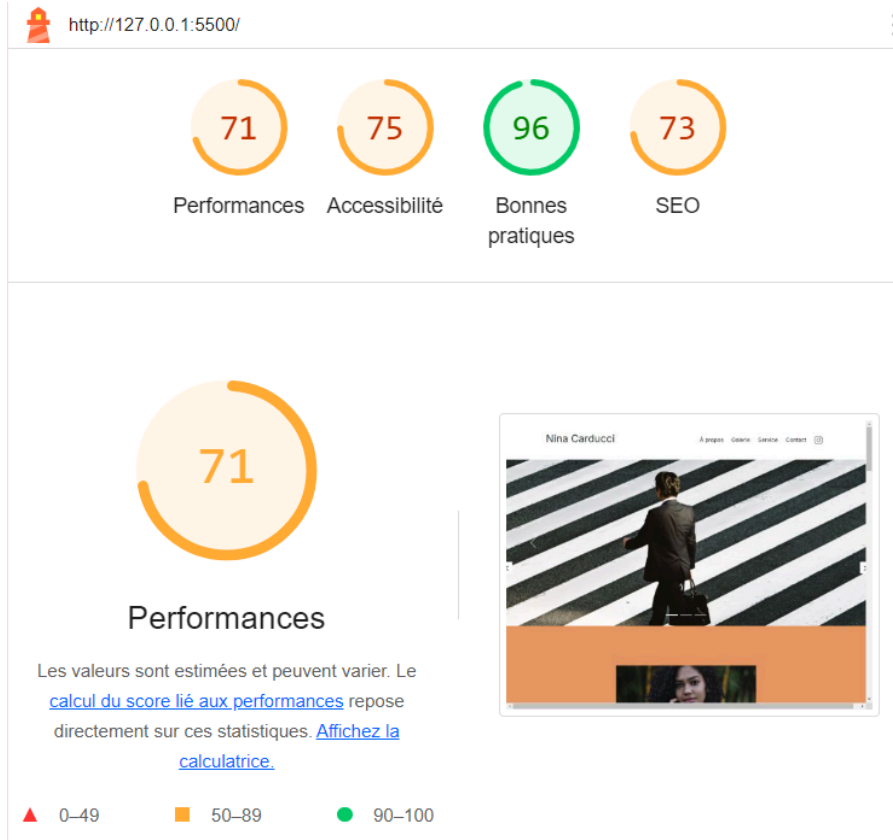 http://127.0.0.1:5500/
71
75
96
73
Performances
Accessibilité
Bonnes
pratiques
SEO
71
Performances
Les valeurs sont estimées et peuvent varier. Le
calcul du score lié aux performances repose
directement sur ces statistiques. Affichez la
calculatrice.
0–49
50–89
90–100
Nina Carducci
À propos Galerie Service Contact